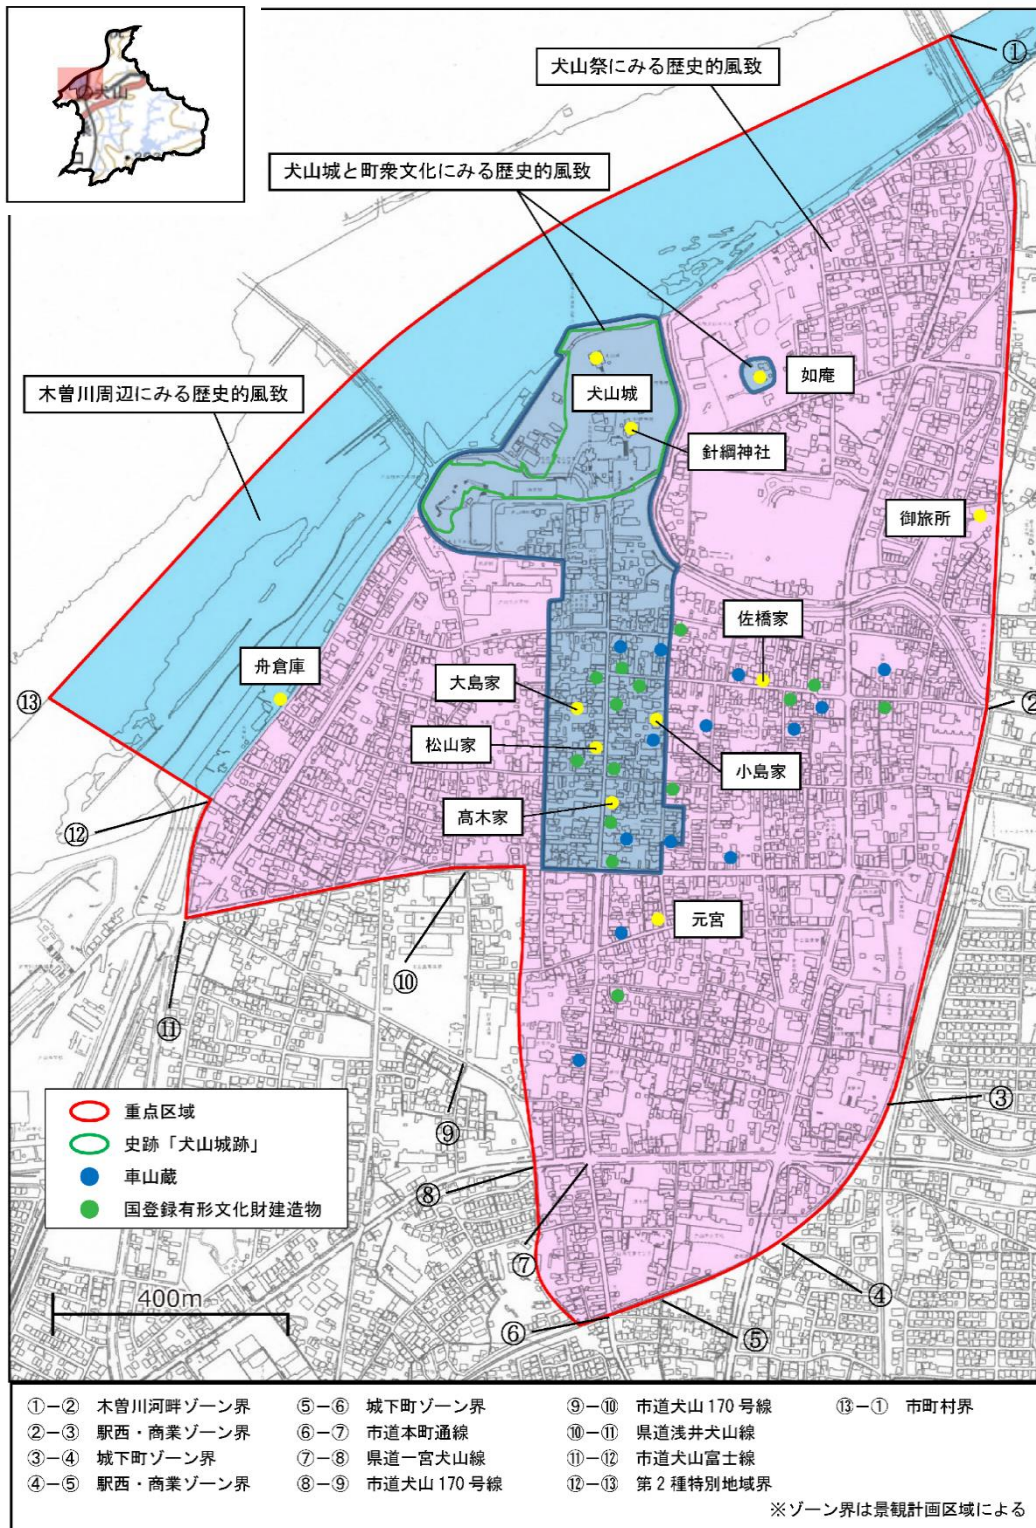 の犬山
①
犬山祭にみる歴史的風致
犬山城と町衆文化にみる歴史的風致
木曽川周辺にみる歴史的風致
犬山城
如庵
針綱神社
御旅所
佐橋家
舟倉庫
大島家
⑬
②
松山家
小島家
髙木家
⑫
元宮
⑩
⑪
③
⑨
⑧
⑦
④
⑥
⑤
重点区域
史跡「犬山城跡」
車山蔵
国登録有形文化財建造物
400m
①−② 木曽川河畔ゾーン界
②−③ 駅西・商業ゾーン界
③−④ 城下町ゾーン界
④−⑤ 駅西・商業ゾーン界
⑤−⑥ 城下町ゾーン界
⑥−⑦ 市道本町通線
⑦−⑧ 県道一宮犬山線
⑧−⑨ 市道犬山 170 号線
⑨−⑩ 市道犬山 170 号線
⑩−⑪ 県道浅井犬山線
⑪−⑫ 市道犬山富士線
⑫−⑬ 第 2 種特別地域界
⑬−① 市町村界
※ゾーン界は景観計画区域による